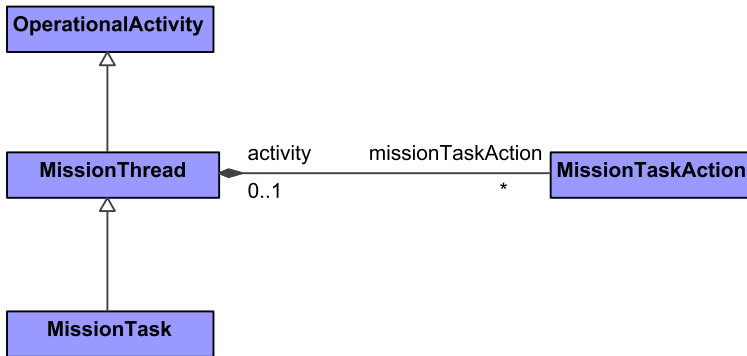 OperationalActivity
activity
missionTaskAction
MissionThread
MissionTaskAction
0..1
*
MissionTask